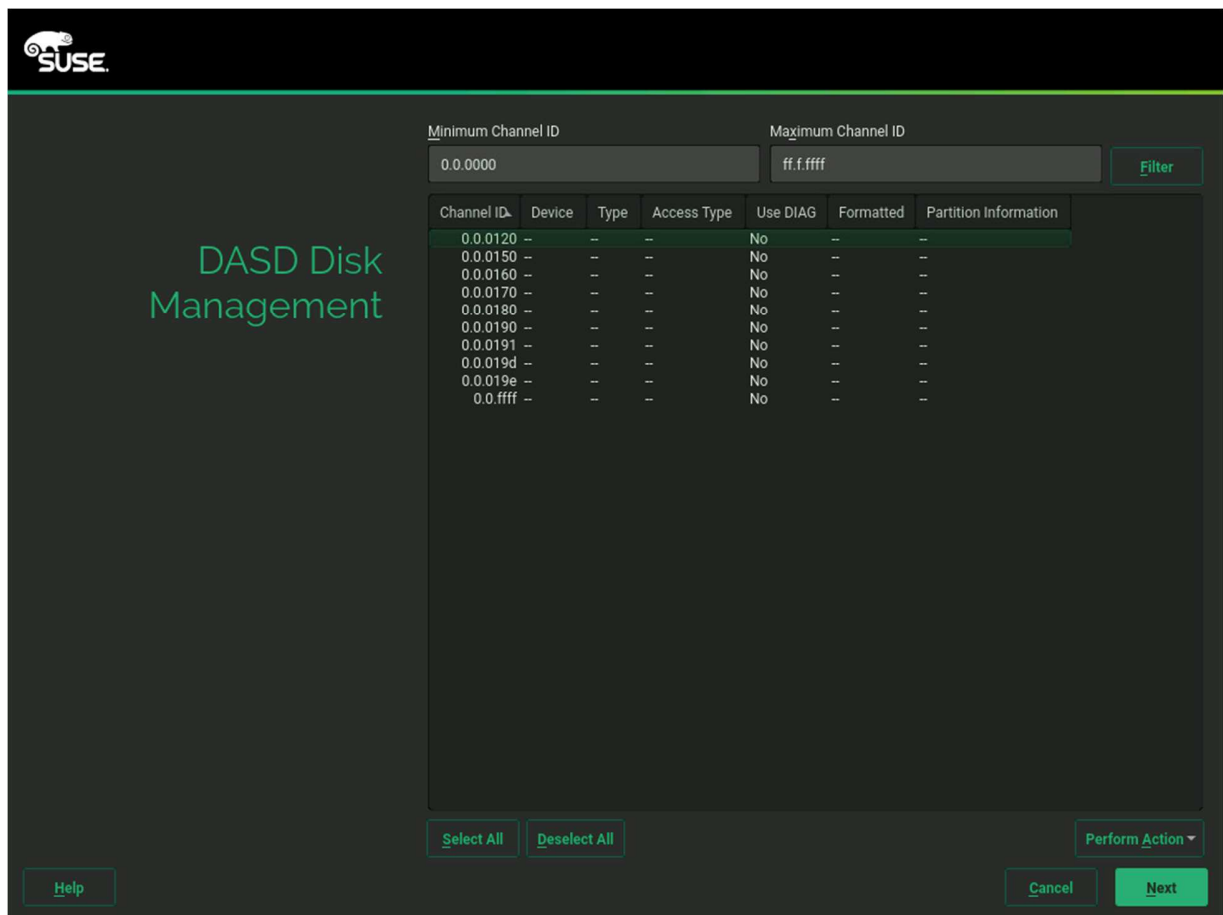 SUSE.
Minimum Channel ID Maximum Channel ID
0.0.0000 ff.f.ffff Filter
Channel ID Device Type Access Type Use DIAG Formatted Partition Information
0.0.0120 -- -- -- No -- --
0.0.0150 -- -- -- No -- --
0.0.0160 -- -- -- No -- --
0.0.0170 -- -- -- No -- --
0.0.0180 -- -- -- No -- --
0.0.0190 -- -- -- No -- --
0.0.0191 -- -- -- No -- --
0.0.019d -- -- -- No -- --
0.0.019e -- -- -- No -- --
0.0.ffff -- -- -- No -- --
DASD Disk
Management
Select All Deselect All Perform Action
Help Cancel Next